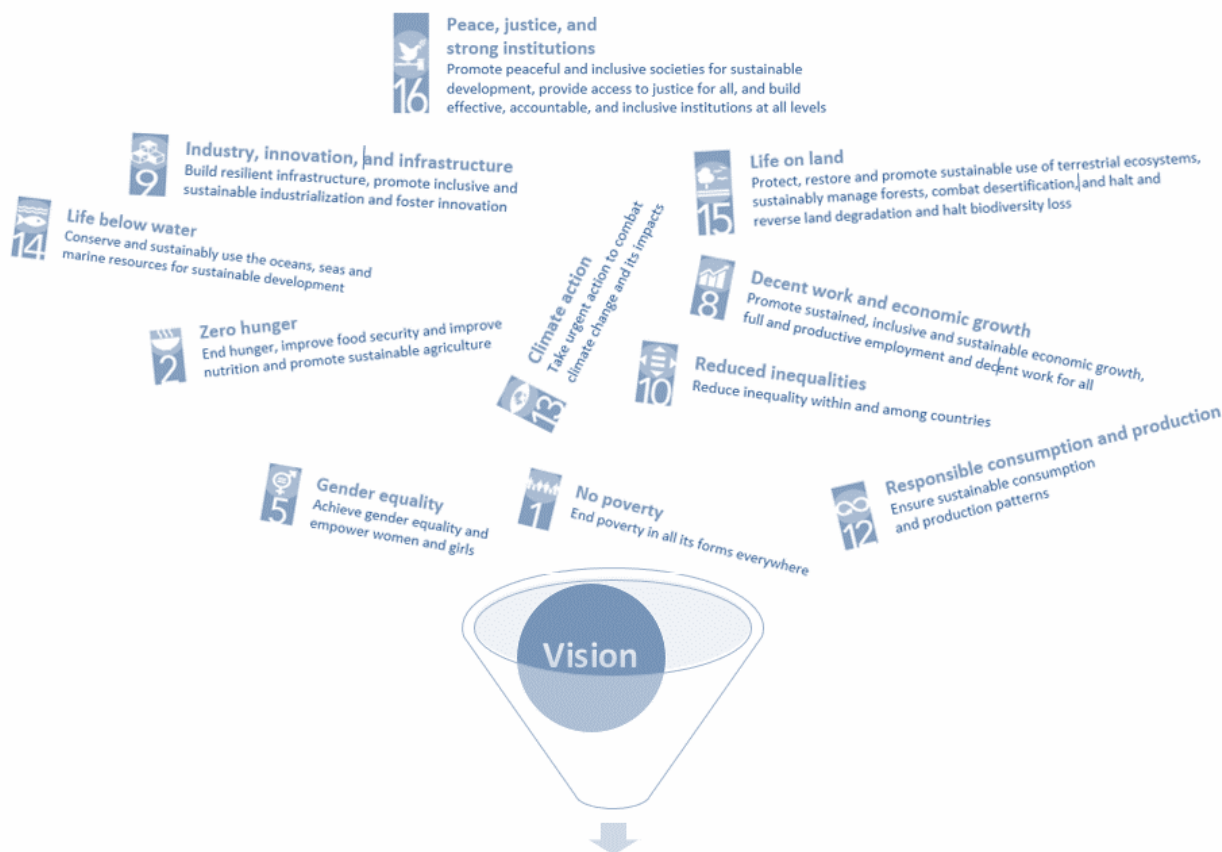 16
Peace, justice, and
strong institutions
Promote peaceful and inclusive societies for sustainable
development, provide access to justice for all, and build
effective, accountable, and inclusive institutions at all levels
9
Industry, innovation, and infrastructure
Build resilient infrastructure, promote inclusive and
sustainable industrialization and foster innovation
15
Life on land
Protect, restore and promote sustainable use of terrestrial ecosystems,
sustainably manage forests, combat desertification, and halt and
reverse land degradation and halt biodiversity loss
14
Life below water
Conserve and sustainably use the oceans, seas and
marine resources for sustainable development
13
Climate action
Take urgent action to combat
climate change and its impacts
8
Decent work and economic growth
Promote sustained, inclusive and sustainable economic growth,
full and productive employment and decent work for all
2
Zero hunger
End hunger, improve food security and improve
nutrition and promote sustainable agriculture
10
Reduced inequalities
Reduce inequality within and among countries
12
Responsible consumption and production
Ensure sustainable consumption
and production patterns
5
Gender equality
Achieve gender equality and
empower women and girls
1
No poverty
End poverty in all its forms everywhere
Vision